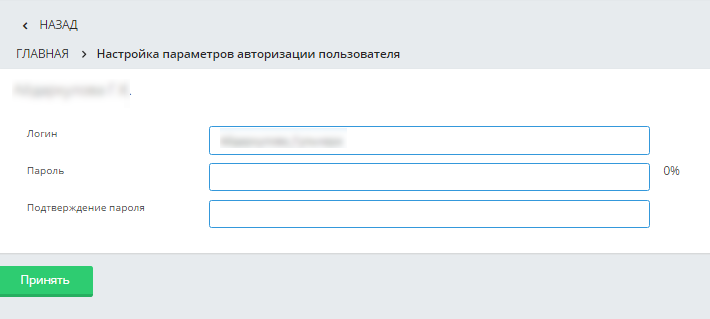 НАЗАД
ГЛАВНАЯ > Настройка параметров авторизации пользователя
Логин
Пароль 0%
Подтверждение пароля
Принять